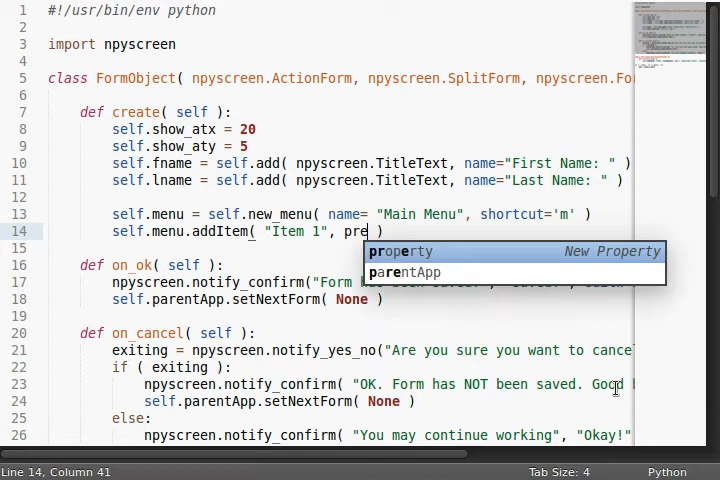 1 #!/usr/bin/env python
2
3 import npyscreen
4
5 class FormObject( npyscreen.ActionForm, npyscreen.SplitForm, npyscreen.For
6
7 def create( self ):
8 self.show_atx = 20
9 self.show_aty = 5
10 self.fname = self.add( npyscreen.TitleText, name="First Name: " )
11 self.lname = self.add( npyscreen.TitleText, name="Last Name: " )
12
13 self.menu = self.new_menu( name= "Main Menu", shortcut='m' )
14 self.menu.addItem( "Item 1", pre )
15
property New Property
parentApp
16 def on_ok( self ):
17 npyscreen.notify_confirm("Form
18 self.parentApp.setNextForm( None )
19
20 def on_cancel( self ):
21 exiting = npyscreen.notify_yes_no("Are you sure you want to cance
22 if ( exiting ):
23 npyscreen.notify_confirm( "OK. Form has NOT been saved. Good
24 self.parentApp.setNextForm( None )
25 else:
26 npyscreen.notify_confirm( "You may continue working", "Okay!"
Line 14, Column 41 Tab Size: 4 Python